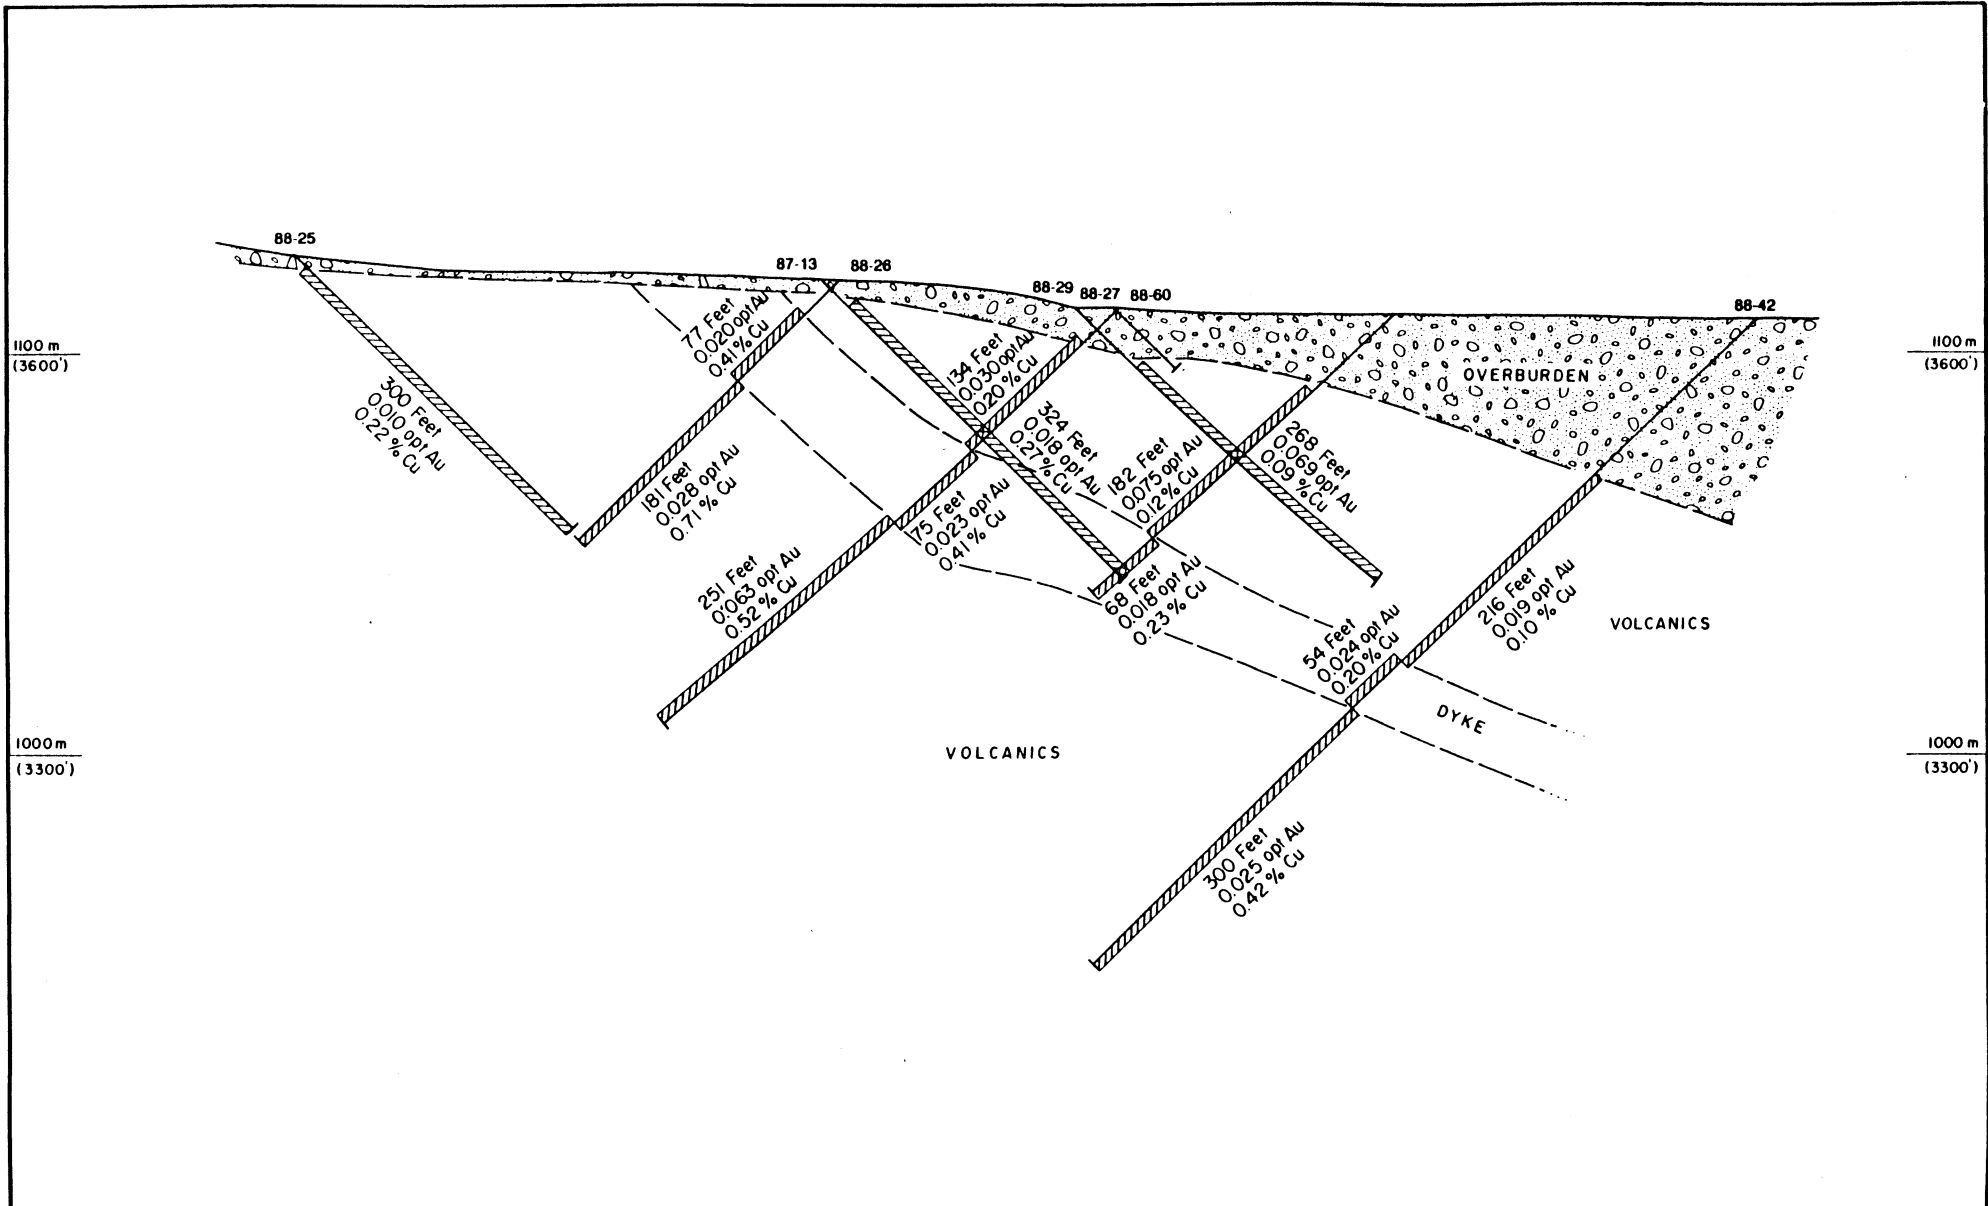 88-25
87-13
88-26
88-29
88-27
88-60
88-42
1100 m
(3600')
1100 m
(3600')
OVERBURDEN
77 Feet
0.020 opt Au
0.41% Cu
134 Feet
0.030 opt Au
0.20 % Cu
300 Feet
0.010 opt Au
0.22 % Cu
324 Feet
0.018 opt Au
0.27% Cu
182 Feet
0.075 opt Au
0.12% Cu
268 Feet
0.069 opt Au
0.09 % Cu
181 Feet
0.028 opt Au
0.71 % Cu
75 Feet
0.023 opt Au
0.41 % Cu
251 Feet
0.063 opt Au
0.52 % Cu
68 Feet
0.018 opt Au
0.23 % Cu
216 Feet
0.019 opt Au
0.10 % Cu
VOLCANICS
54 Feet
0.024 opt Au
0.20 % Cu
DYKE
1000 m
(3300')
VOLCANICS
1000 m
(3300')
300 Feet
0.025 opt Au
0.42 % Cu